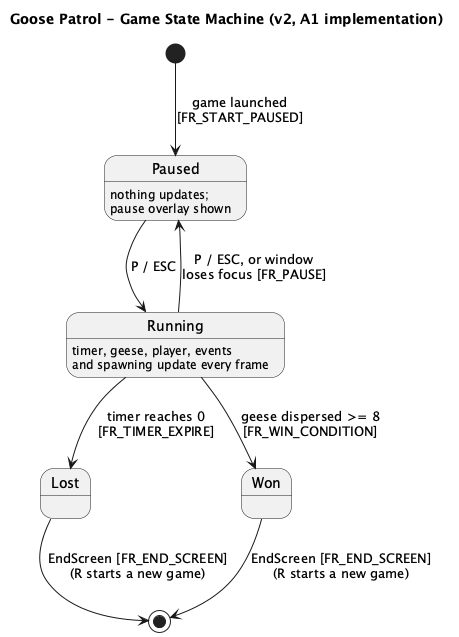 Goose Patrol – Game State Machine (v2, A1 implementation)
game launched
[FR_START_PAUSED]
Paused
nothing updates;
pause overlay shown
P / ESC
P / ESC, or window
loses focus [FR_PAUSE]
Running
timer, geese, player, events
and spawning update every frame
timer reaches 0
[FR_TIMER_EXPIRE]
geese dispersed >= 8
[FR_WIN_CONDITION]
Lost
Won
EndScreen [FR_END_SCREEN]
(R starts a new game)
EndScreen [FR_END_SCREEN]
(R starts a new game)